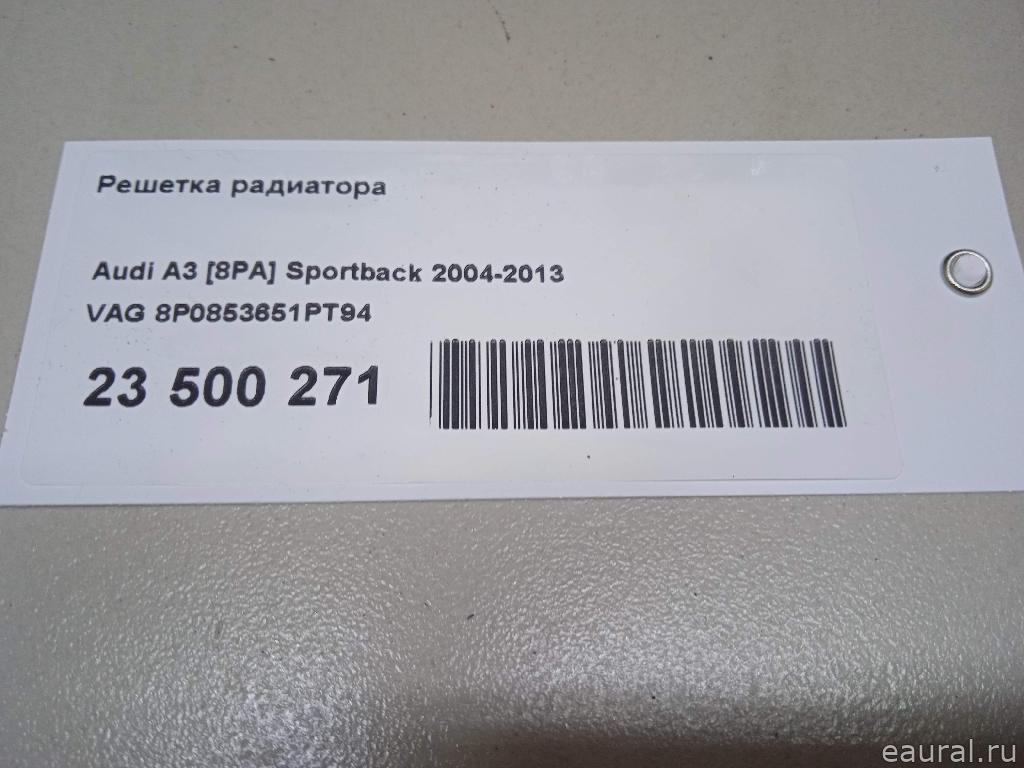 Решетка радиатора
Audi A3 [8PA] Sportback 2004-2013
VAG 8P0853651PT94
23 500 271
eaural.ru